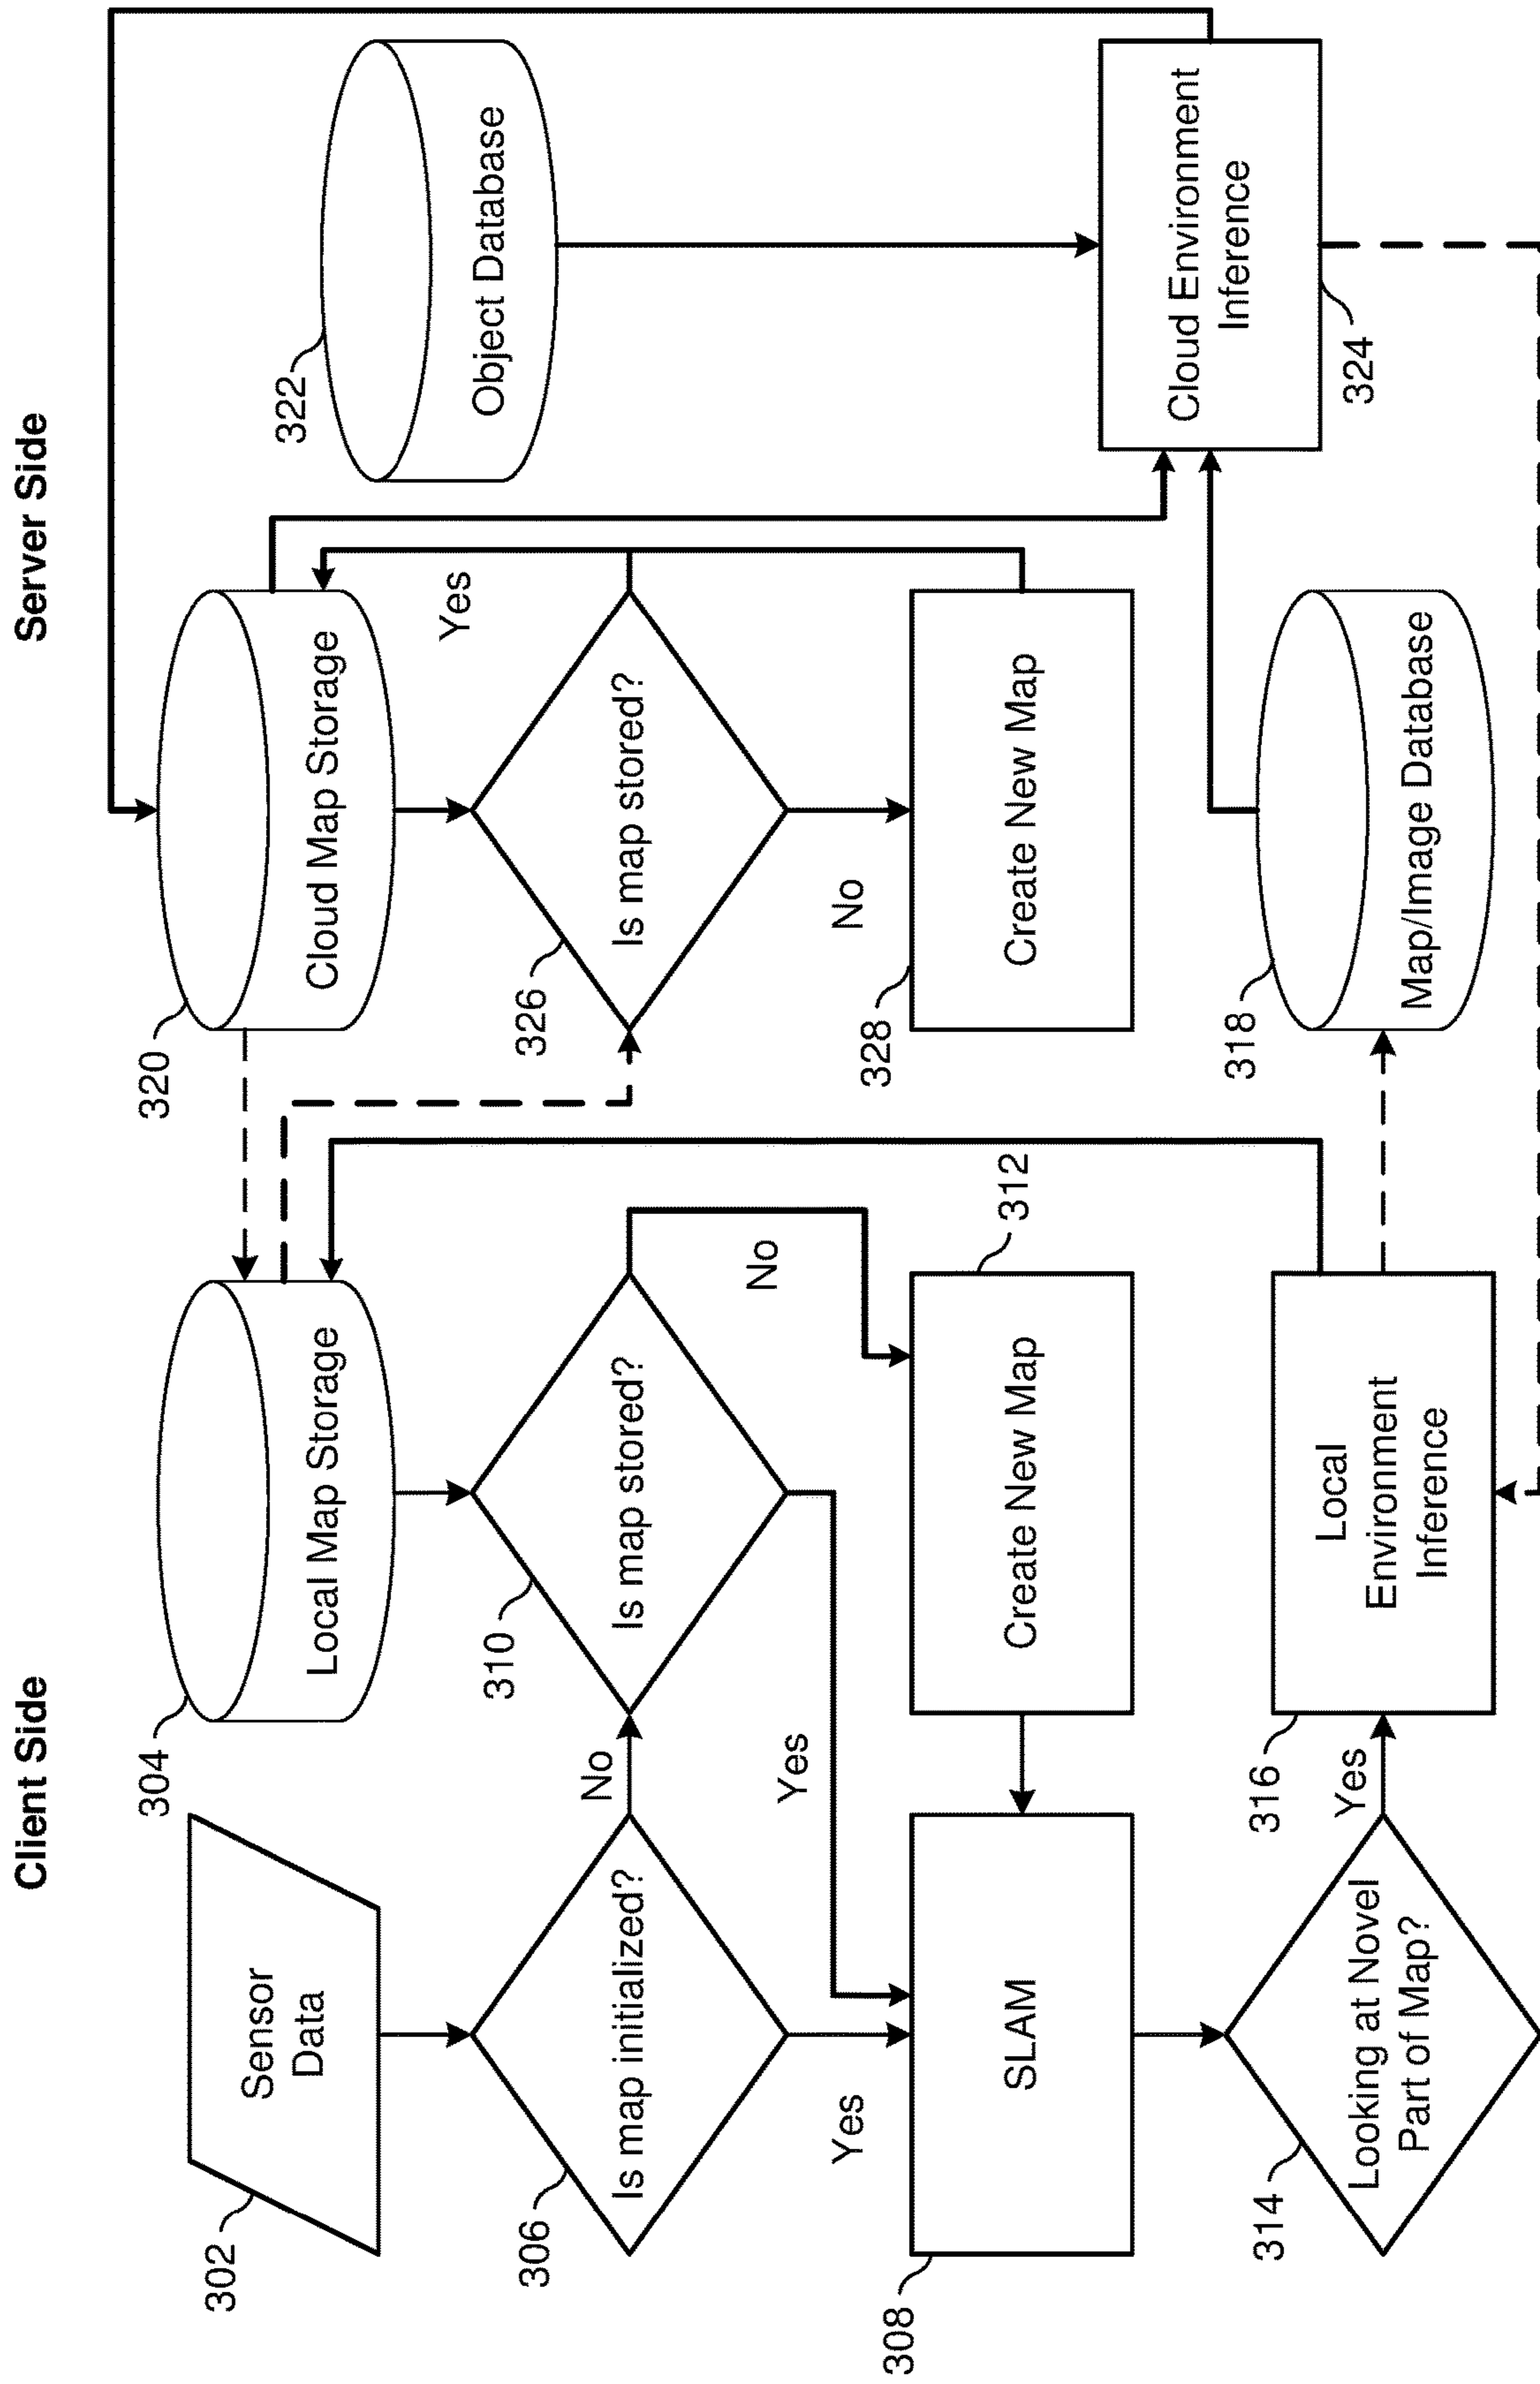 Client Side
Server Side
302
Sensor
Data
304
Local Map Storage
320
Cloud Map Storage
322
Object Database
306
Is map initialized?
No
Yes
310
Is map stored?
No
Yes
326
Is map stored?
Yes
No
308
SLAM
312
Create New Map
328
Create New Map
324
Cloud Environment
Inference
314
Looking at Novel
Part of Map?
Yes
316
Local
Environment
Inference
318
Map/Image Database